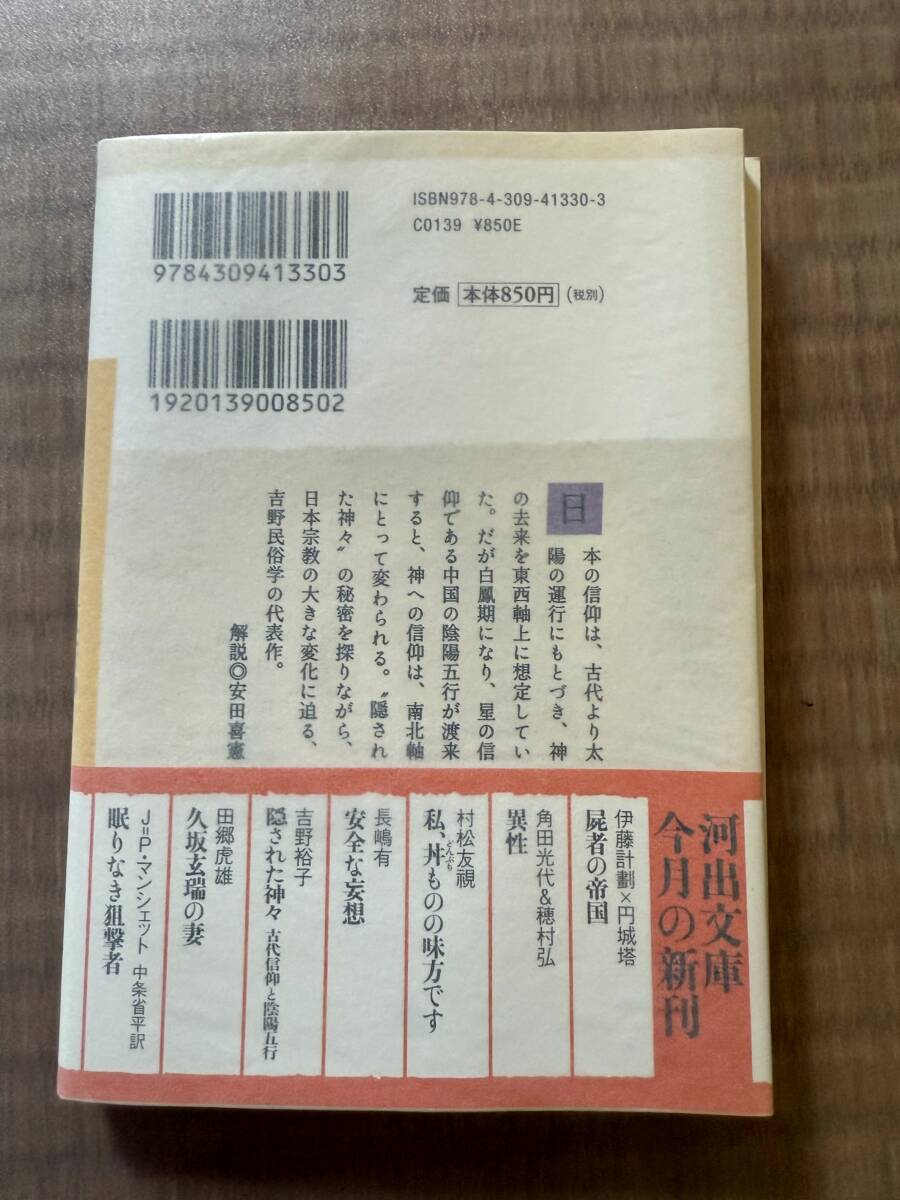 ISBN978-4-309-41330-3
C0139 ¥850E
9784309413303
定価 本体850円 (税別)
1920139008502
日本の信仰は、古代より太
陽の運行にもとづき、神
の去来を東西軸上に想定してい
た。だが白鳳期になり、星の信
仰である中国の陰陽五行が渡来
すると、神への信仰は、南北軸
にとって変わられる。〝隠され
た神々〟の秘密を探りながら、
日本宗教の大きな変化に迫る、
吉野民俗学の代表作。
解説◎安田喜憲
河出文庫
今月の新刊
伊藤計劃×円城塔
屍者の帝国
角田光代&穂村弘
異性
村松友視
私、丼ものの味方です
どんぶり
長嶋有
安全な妄想
吉野裕子
隠された神々 古代信仰と陰陽五行
田郷虎雄
久坂玄瑞の妻
J=P・マンシェット 中条省平訳
眠りなき狙撃者